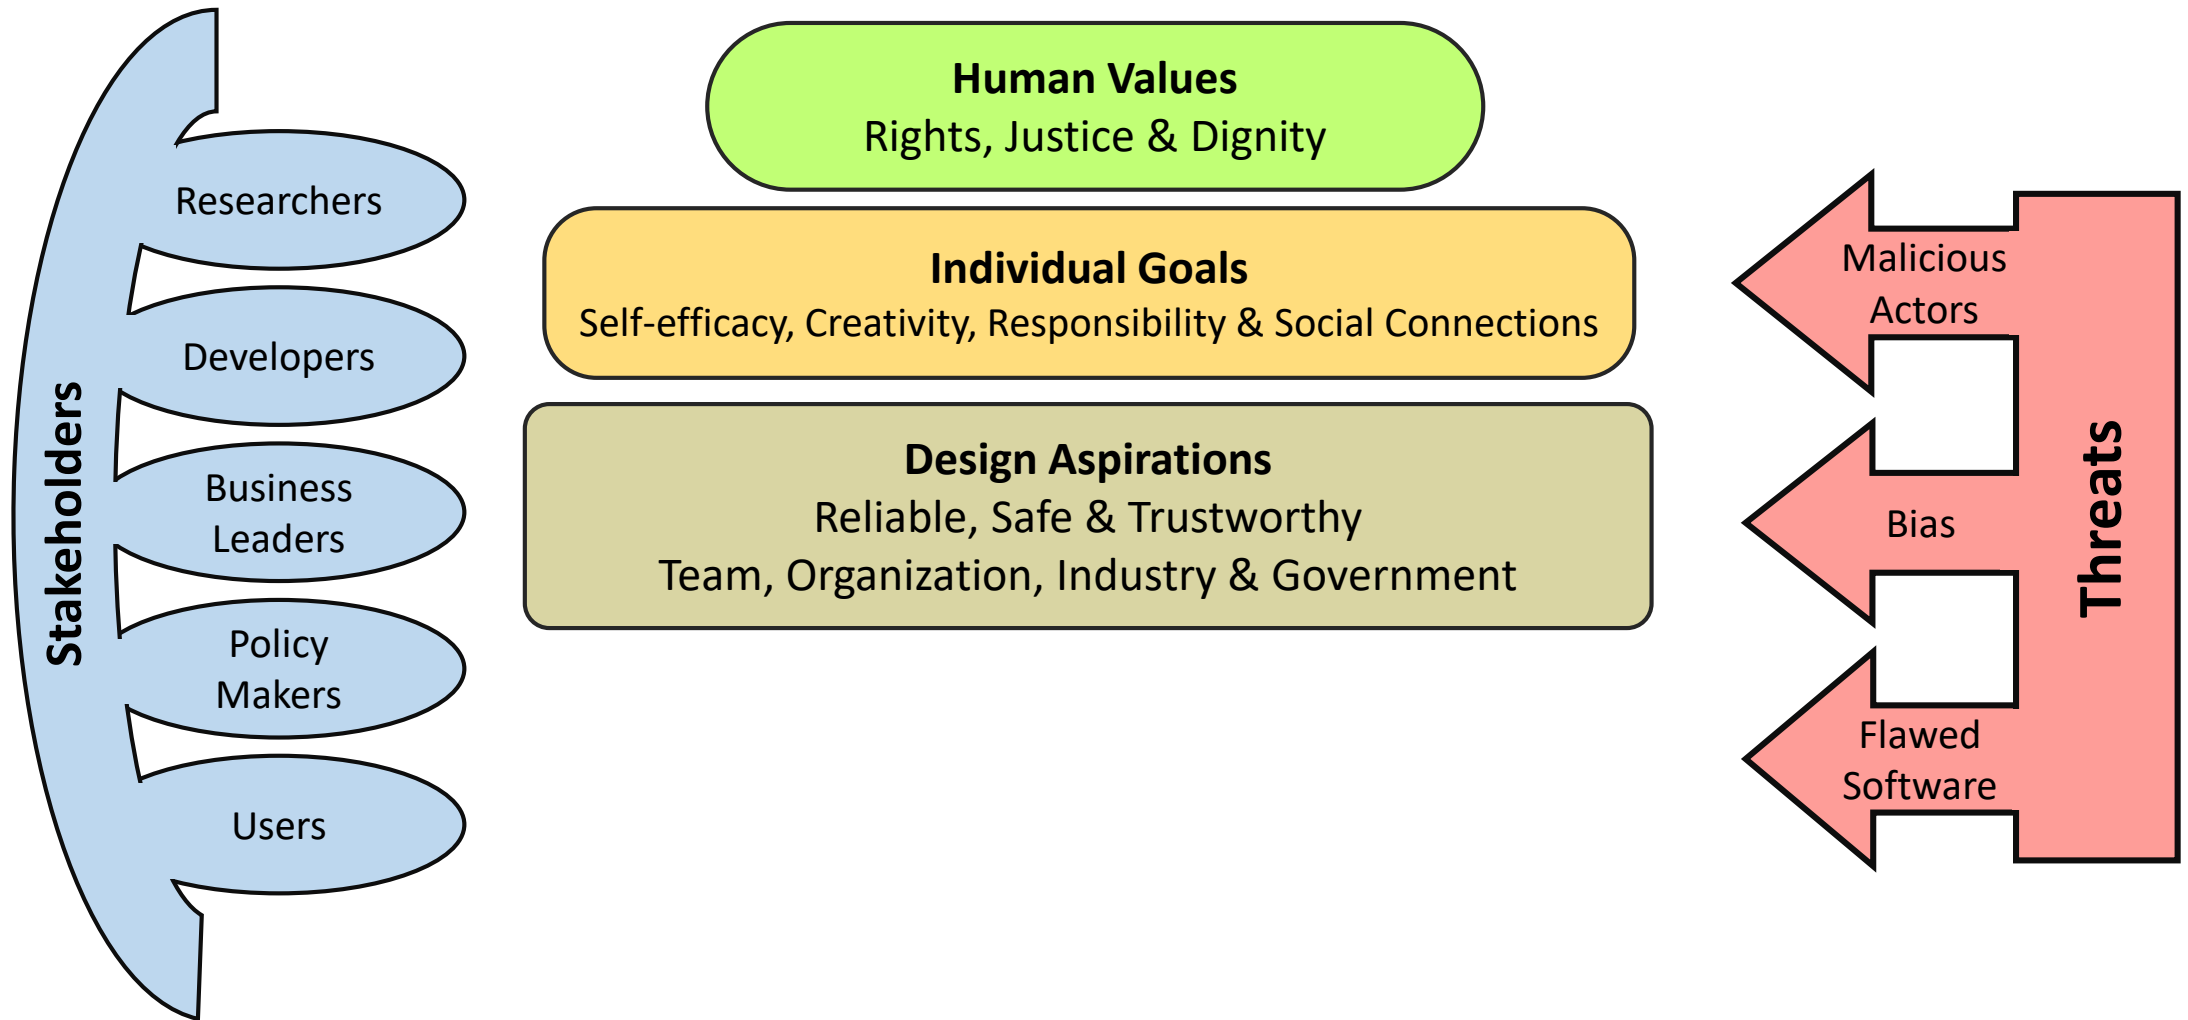 Stakeholders
Researchers
Developers
Business
Leaders
Policy
Makers
Users
Human Values
Rights, Justice & Dignity
Individual Goals
Self-efficacy, Creativity, Responsibility & Social Connections
Design Aspirations
Reliable, Safe & Trustworthy
Team, Organization, Industry & Government
Malicious
Actors
Bias
Flawed
Software
Threats